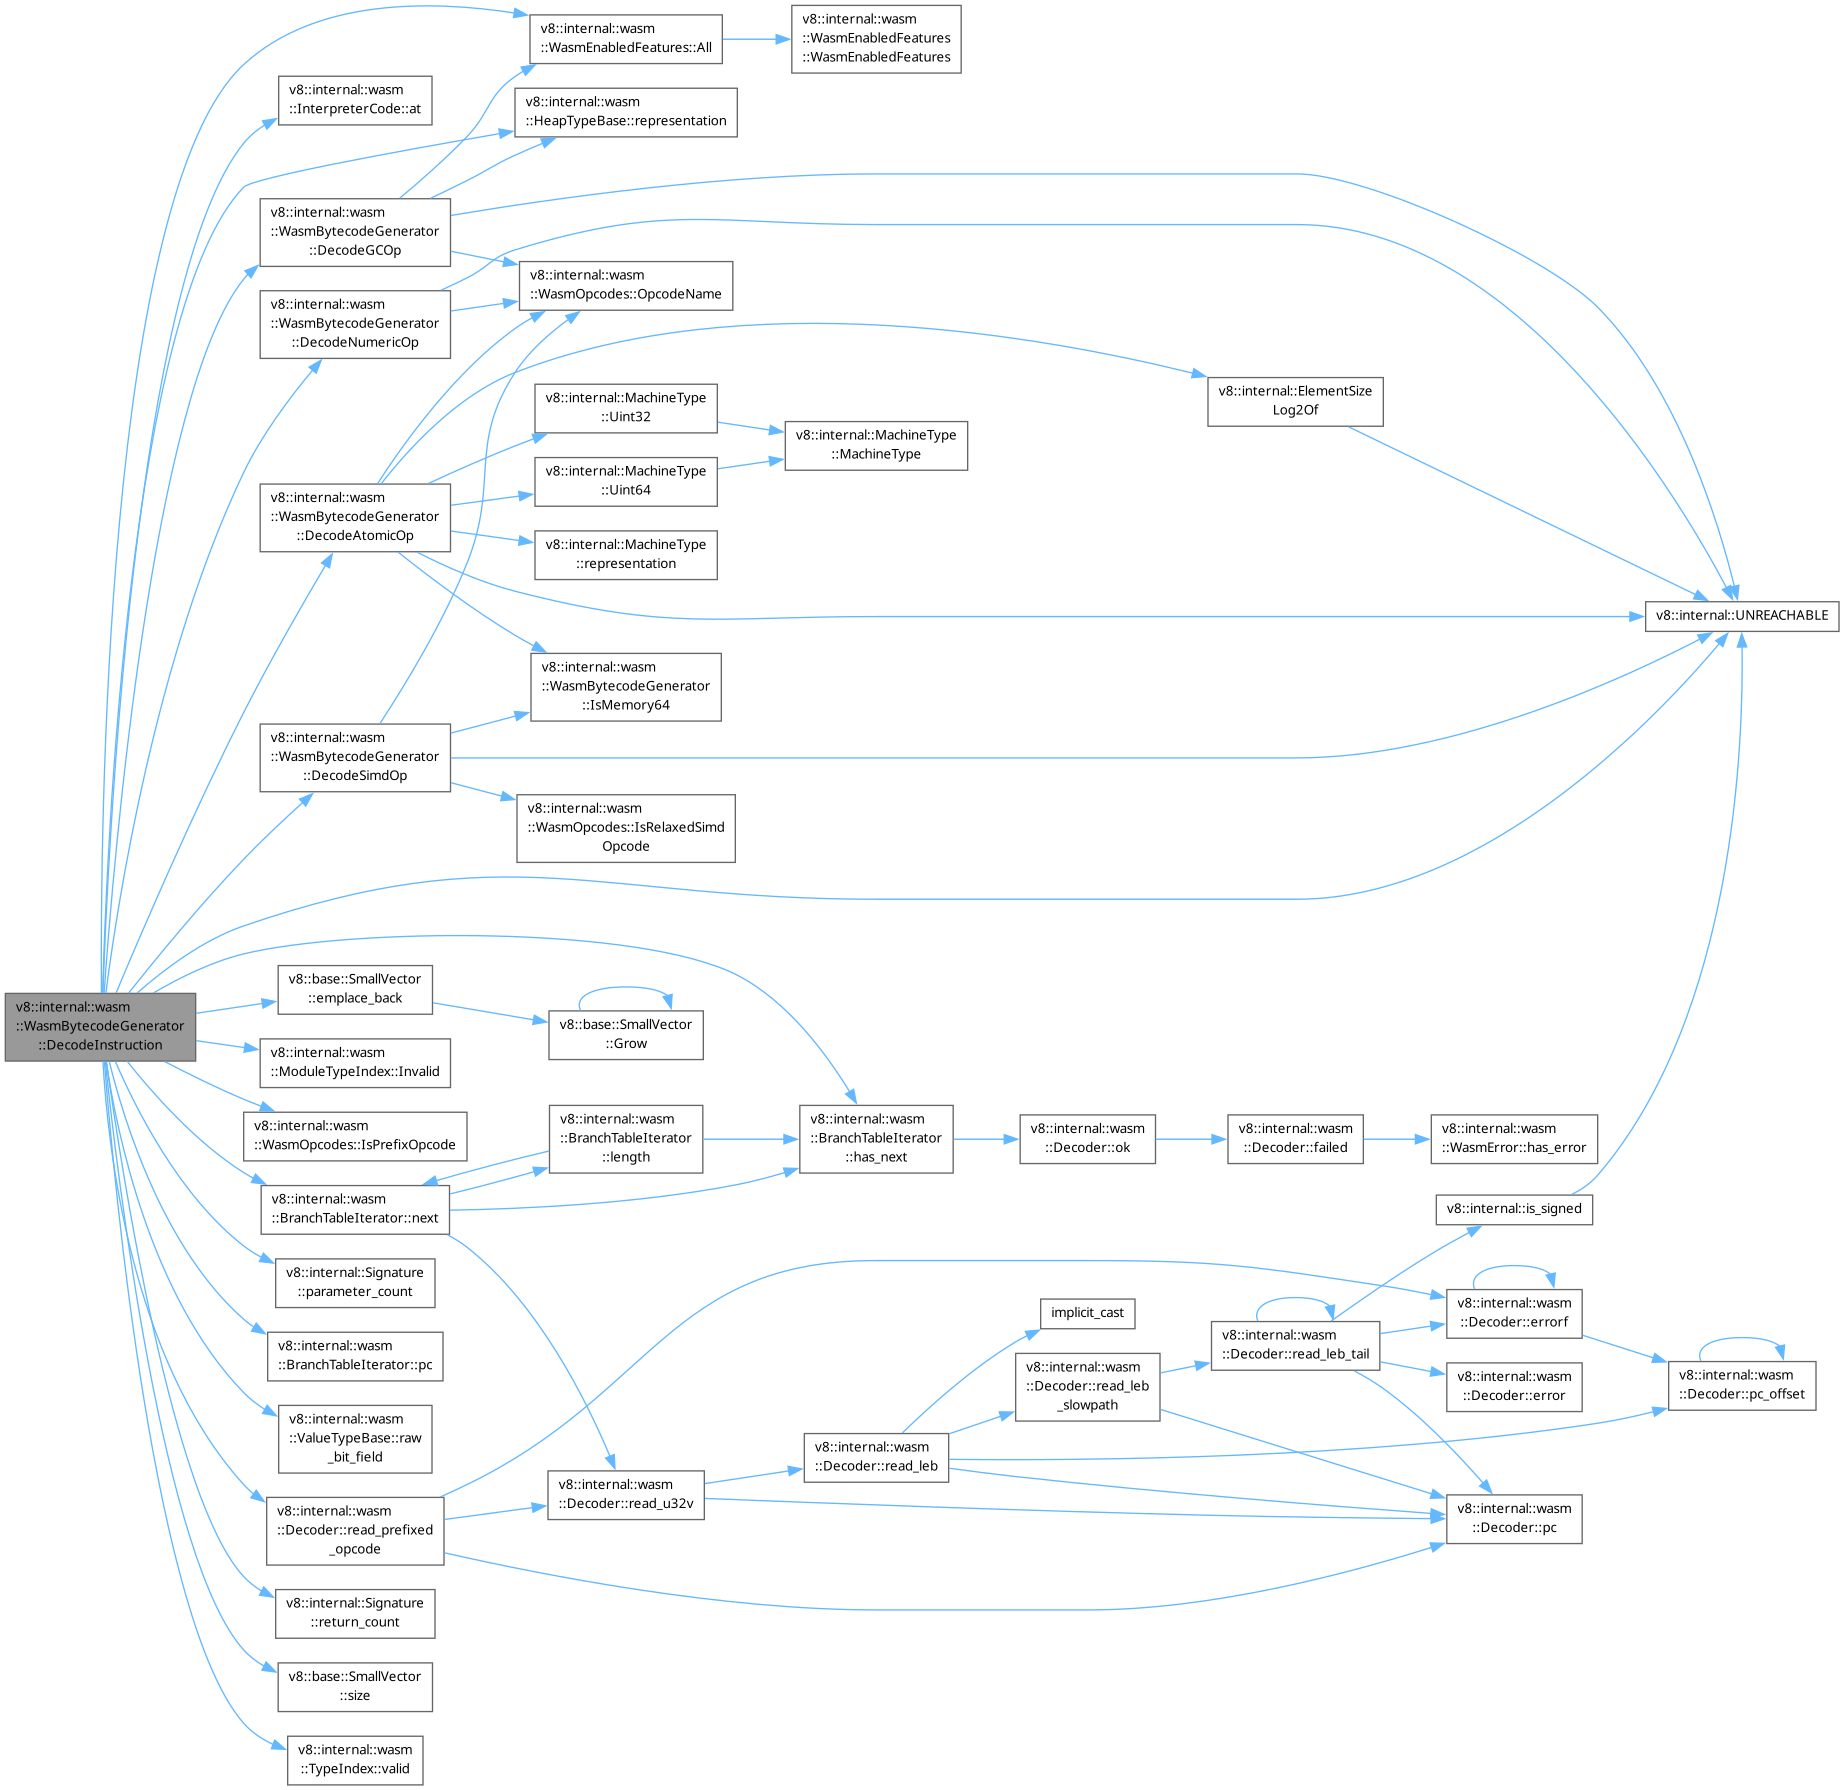 v8::internal::wasm
::WasmBytecodeGenerator
::DecodeInstruction
v8::internal::wasm
::WasmEnabledFeatures::All
v8::internal::wasm
::WasmEnabledFeatures
::WasmEnabledFeatures
v8::internal::wasm
::InterpreterCode::at
v8::internal::wasm
::HeapTypeBase::representation
v8::internal::wasm
::WasmBytecodeGenerator
::DecodeGCOp
v8::internal::wasm
::WasmOpcodes::OpcodeName
v8::internal::wasm
::WasmBytecodeGenerator
::DecodeNumericOp
v8::internal::ElementSize
Log2Of
v8::internal::MachineType
::Uint32
v8::internal::MachineType
::MachineType
v8::internal::MachineType
::Uint64
v8::internal::wasm
::WasmBytecodeGenerator
::DecodeAtomicOp
v8::internal::MachineType
::representation
v8::internal::UNREACHABLE
v8::internal::wasm
::WasmBytecodeGenerator
::IsMemory64
v8::internal::wasm
::WasmBytecodeGenerator
::DecodeSimdOp
v8::internal::wasm
::WasmOpcodes::IsRelaxedSimd
Opcode
v8::base::SmallVector
::emplace_back
v8::base::SmallVector
::Grow
v8::internal::wasm
::ModuleTypeIndex::Invalid
v8::internal::wasm
::WasmOpcodes::IsPrefixOpcode
v8::internal::wasm
::BranchTableIterator
::length
v8::internal::wasm
::BranchTableIterator
::has_next
v8::internal::wasm
::Decoder::ok
v8::internal::wasm
::Decoder::failed
v8::internal::wasm
::WasmError::has_error
v8::internal::wasm
::BranchTableIterator::next
v8::internal::is_signed
v8::internal::Signature
::parameter_count
implicit_cast
v8::internal::wasm
::Decoder::read_leb_tail
v8::internal::wasm
::Decoder::errorf
v8::internal::wasm
::BranchTableIterator::pc
v8::internal::wasm
::Decoder::read_leb
_slowpath
v8::internal::wasm
::Decoder::error
v8::internal::wasm
::Decoder::pc_offset
v8::internal::wasm
::ValueTypeBase::raw
_bit_field
v8::internal::wasm
::Decoder::read_leb
v8::internal::wasm
::Decoder::read_u32v
v8::internal::wasm
::Decoder::pc
v8::internal::wasm
::Decoder::read_prefixed
_opcode
v8::internal::Signature
::return_count
v8::base::SmallVector
::size
v8::internal::wasm
::TypeIndex::valid